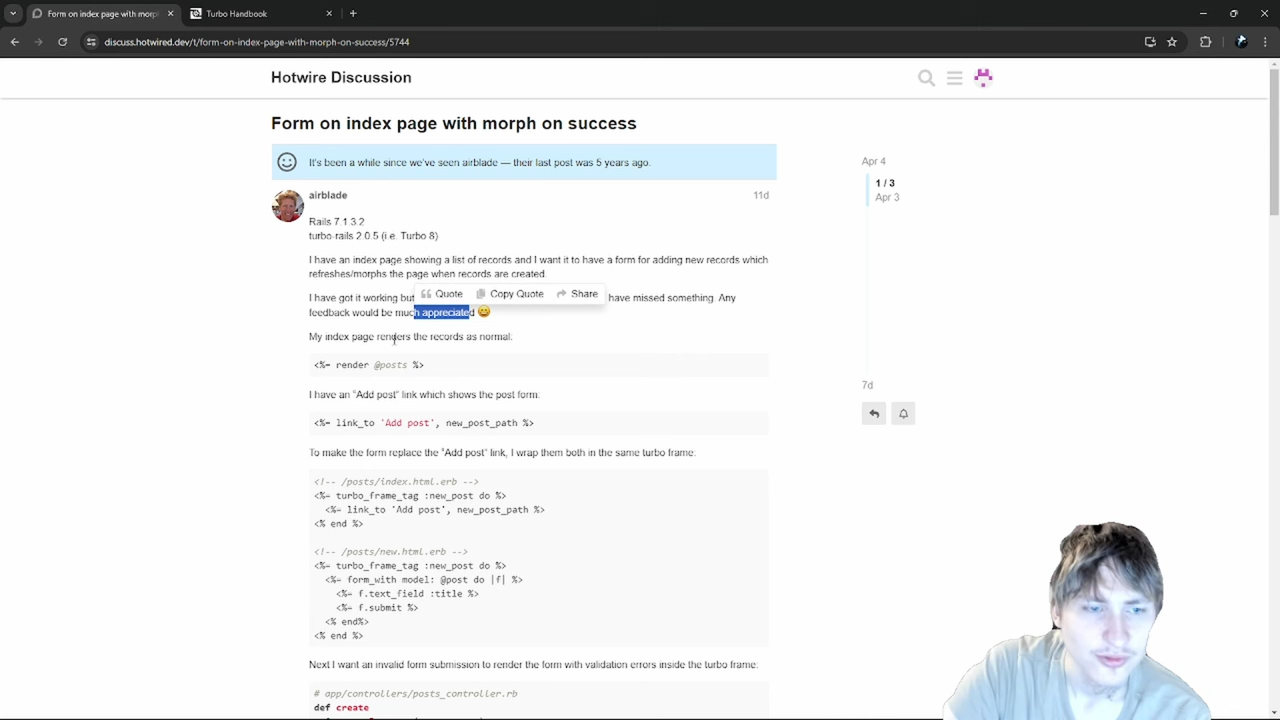 Form on index page with morp
Turbo Handbook
discuss.hotwired.dev/t/form-on-index-page-with-morph-on-success/5744
Hotwire Discussion
Form on index page with morph on success
It's been a while since we've seen airblade — their last post was 5 years ago.
airblade
11d
Rails 7.1.3.2
turbo-rails 2.0.5 (i.e. Turbo 8)
I have an index page showing a list of records and I want it to have a form for adding new records which
refreshes/morphs the page when records are created.
I have got it working but
Quote
Copy Quote
Share
have missed something. Any
feedback would be much appreciated
My index page renders the records as normal:
<%= render @posts %>
I have an "Add post" link which shows the post form:
<%= link_to 'Add post', new_post_path %>
To make the form replace the "Add post" link, I wrap them both in the same turbo frame:
<!-- /posts/index.html.erb -->
<%= turbo_frame_tag :new_post do %>
<%= link_to 'Add post', new_post_path %>
<% end %>
<!-- /posts/new.html.erb -->
<%= turbo_frame_tag :new_post do %>
<%= form_with model: @post do |f| %>
<%= f.text_field :title %>
<%= f.submit %>
<% end%>
<% end %>
Next I want an invalid form submission to render the form with validation errors inside the turbo frame:
# app/controllers/posts_controller.rb
def create
Apr 4
1 / 3
Apr 3
7d